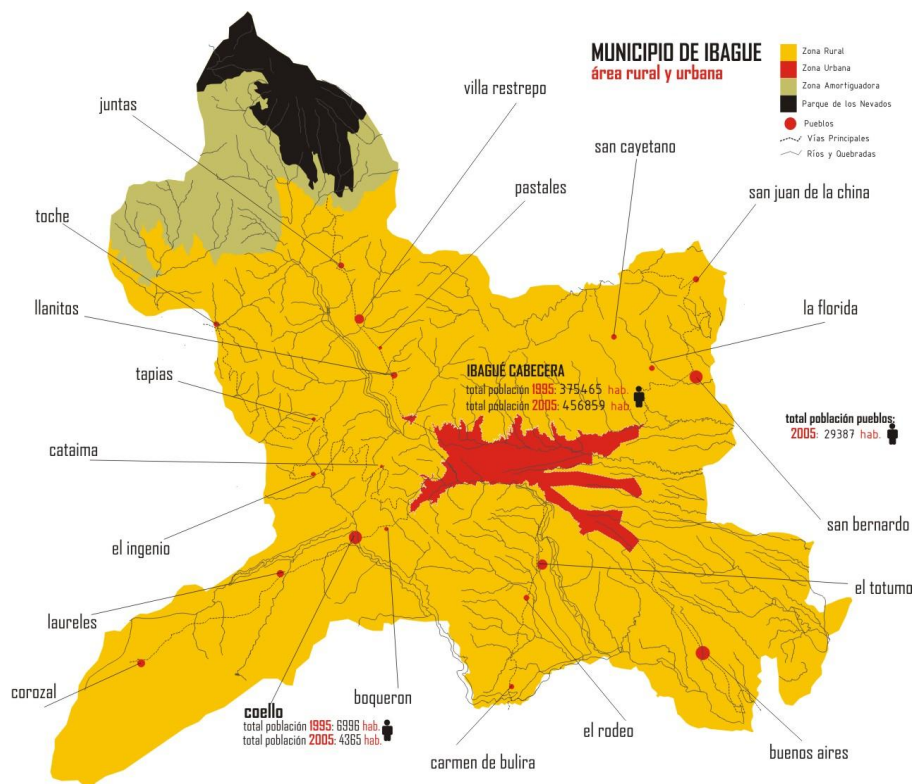 MUNICIPIO DE IBAGUE
área rural y urbana
Zona Rural
Zona Urbana
Zona Amortiguadora
Parque de los Nevados
Pueblos
Vías Principales
Ríos y Quebradas
juntas
villa restrepo
san cayetano
pastales
san juan de la china
toche
llanitos
la florida
tapias
IBAGUÉ CABECERA
total población 1995: 375465 hab.
total población 2005: 456859 hab.
total población pueblos:
2005: 29387 hab.
cataima
el ingenio
san bernardo
el totumo
laureles
corozal
boqueron
coello
total población 1995: 6996 hab.
total población 2005: 4365 hab.
el rodeo
carmen de bulira
buenos aires